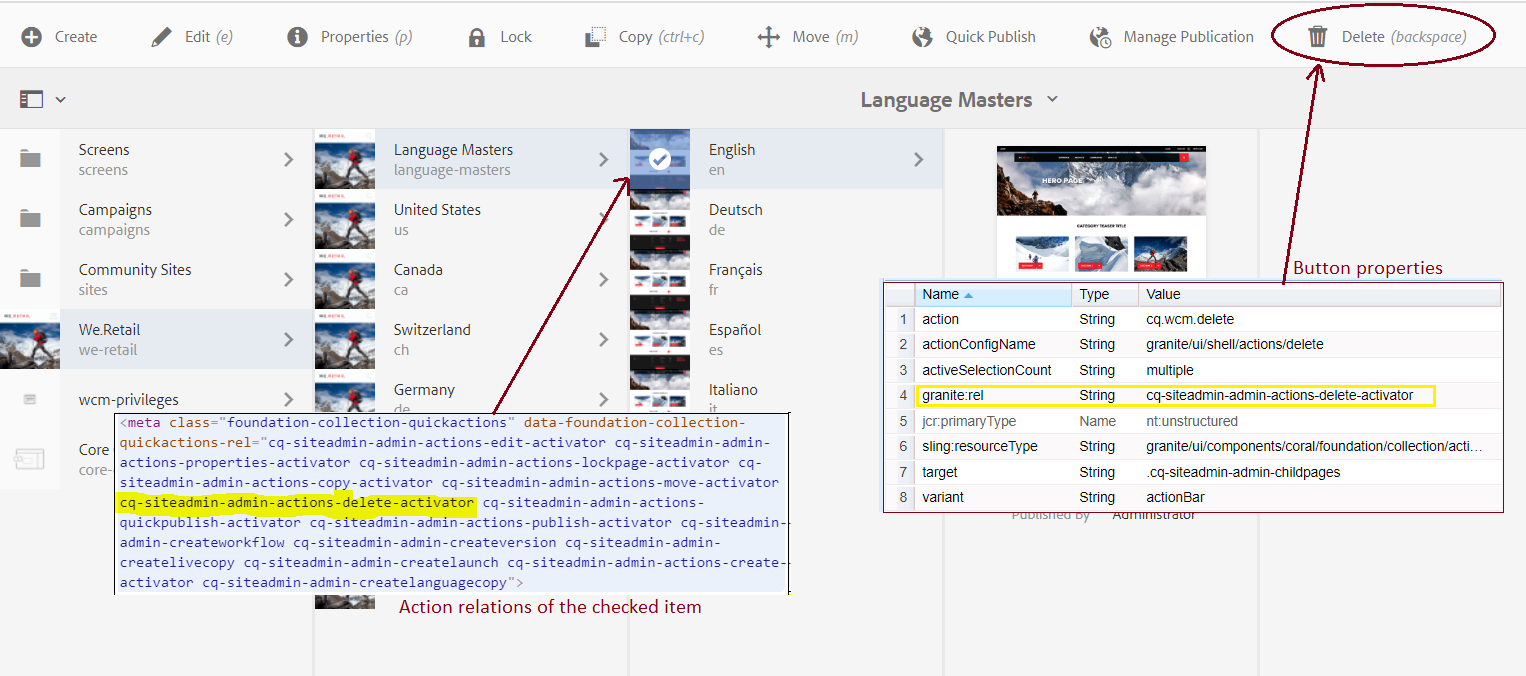 Create
Edit (e)
Properties (p)
Lock
Copy (ctrl+c)
Move (m)
Quick Publish
Manage Publication
Delete (backspace)
Language Masters
Screens
screens
Campaigns
campaigns
Community Sites
sites
WE.RETAIL
We.Retail
we-retail
wcm-privileges
Core
core-
Language Masters
language-masters
United States
us
Canada
ca
Switzerland
ch
Germany
de
English
en
Deutsch
de
Français
fr
Español
es
Italiano
it
HERO PAGE
CATEGORY TEASER TITLE
Button properties
Name Type Value
1 action String cq.wcm.delete
2 actionConfigName String granite/ui/shell/actions/delete
3 activeSelectionCount String multiple
4 granite:rel String cq-siteadmin-admin-actions-delete-activator
5 jcr:primaryType Name nt:unstructured
6 sling:resourceType String granite/ui/components/coral/foundation/collection/acti...
7 target String .cq-siteadmin-admin-childpages
8 variant String actionBar
Published By Administrator
<meta class="foundation-collection-quickactions" data-foundation-collection-
quickactions-rel="cq-siteadmin-admin-actions-edit-activator cq-siteadmin-admin-
actions-properties-activator cq-siteadmin-admin-actions-lockpage-activator cq-
siteadmin-admin-actions-copy-activator cq-siteadmin-admin-actions-move-activator
cq-siteadmin-admin-actions-delete-activator cq-siteadmin-admin-actions-
quickpublish-activator cq-siteadmin-admin-actions-publish-activator cq-siteadmin-
admin-createworkflow cq-siteadmin-admin-createversion cq-siteadmin-admin-
createlivecopy cq-siteadmin-admin-createlaunch cq-siteadmin-admin-actions-create-
activator cq-siteadmin-admin-createlanguagecopy">
Action relations of the checked item